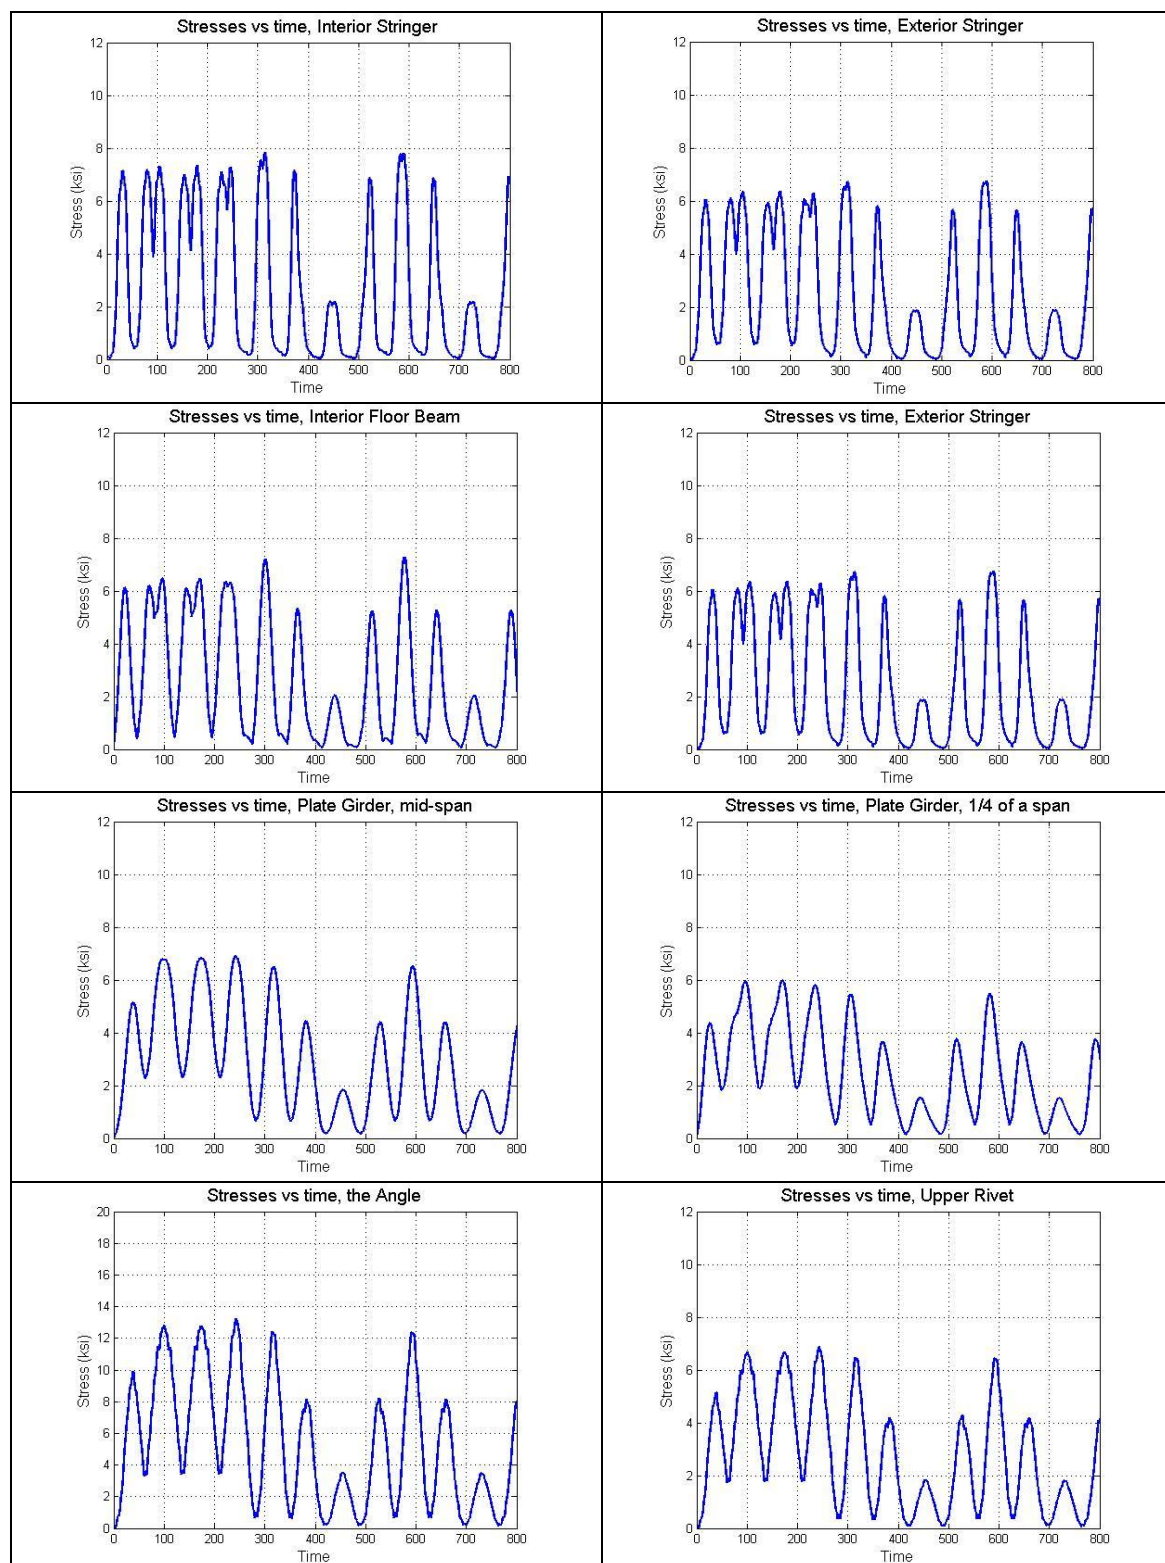 Stresses vs time, Interior Stringer
12
10
8
6
4
2
0
Stress (ksi)
0 100 200 300 400 500 600 700 800
Time
Stresses vs time, Exterior Stringer
12
10
8
6
4
2
0
Stress (ksi)
0 100 200 300 400 500 600 700 800
Time
Stresses vs time, Interior Floor Beam
12
10
8
6
4
2
0
Stress (ksi)
0 100 200 300 400 500 600 700 800
Time
Stresses vs time, Exterior Stringer
12
10
8
6
4
2
0
Stress (ksi)
0 100 200 300 400 500 600 700 800
Time
Stresses vs time, Plate Girder, mid-span
12
10
8
6
4
2
0
Stress (ksi)
0 100 200 300 400 500 600 700 800
Time
Stresses vs time, Plate Girder, 1/4 of a span
12
10
8
6
4
2
0
Stress (ksi)
0 100 200 300 400 500 600 700 800
Time
Stresses vs time, the Angle
20
18
16
14
12
10
8
6
4
2
0
Stress (ksi)
0 100 200 300 400 500 600 700 800
Time
Stresses vs time, Upper Rivet
12
10
8
6
4
2
0
Stress (ksi)
0 100 200 300 400 500 600 700 800
Time